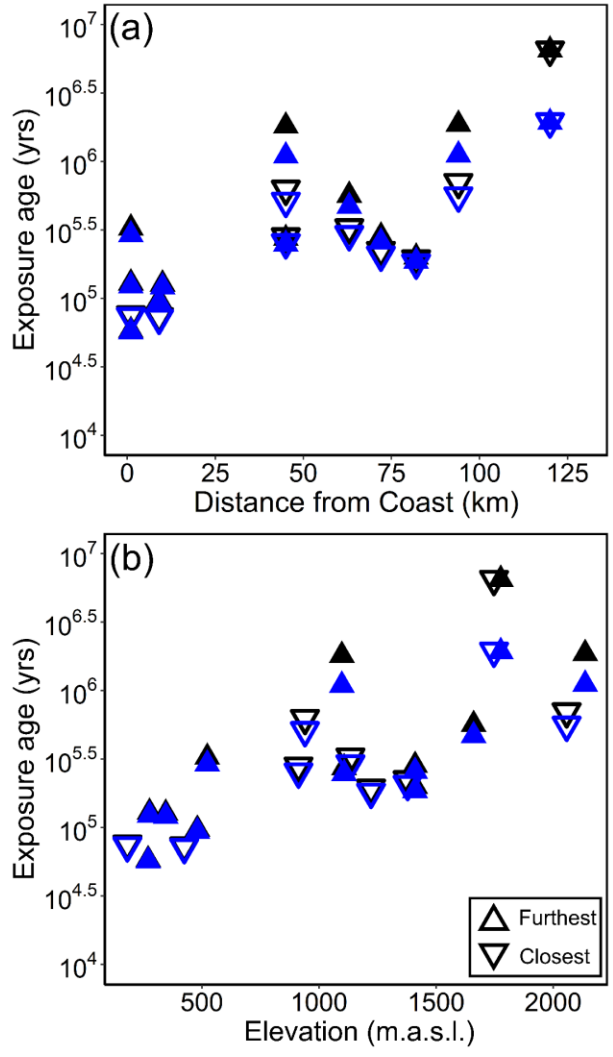 (a)
10^7
10^6.5
10^6
10^5.5
10^5
10^4.5
10^4
Exposure age (yrs)
0 25 50 75 100 125
Distance from Coast (km)
(b)
10^7
10^6.5
10^6
10^5.5
10^5
10^4.5
10^4
Exposure age (yrs)
Furthest
Closest
500 1000 1500 2000
Elevation (m.a.s.l.)